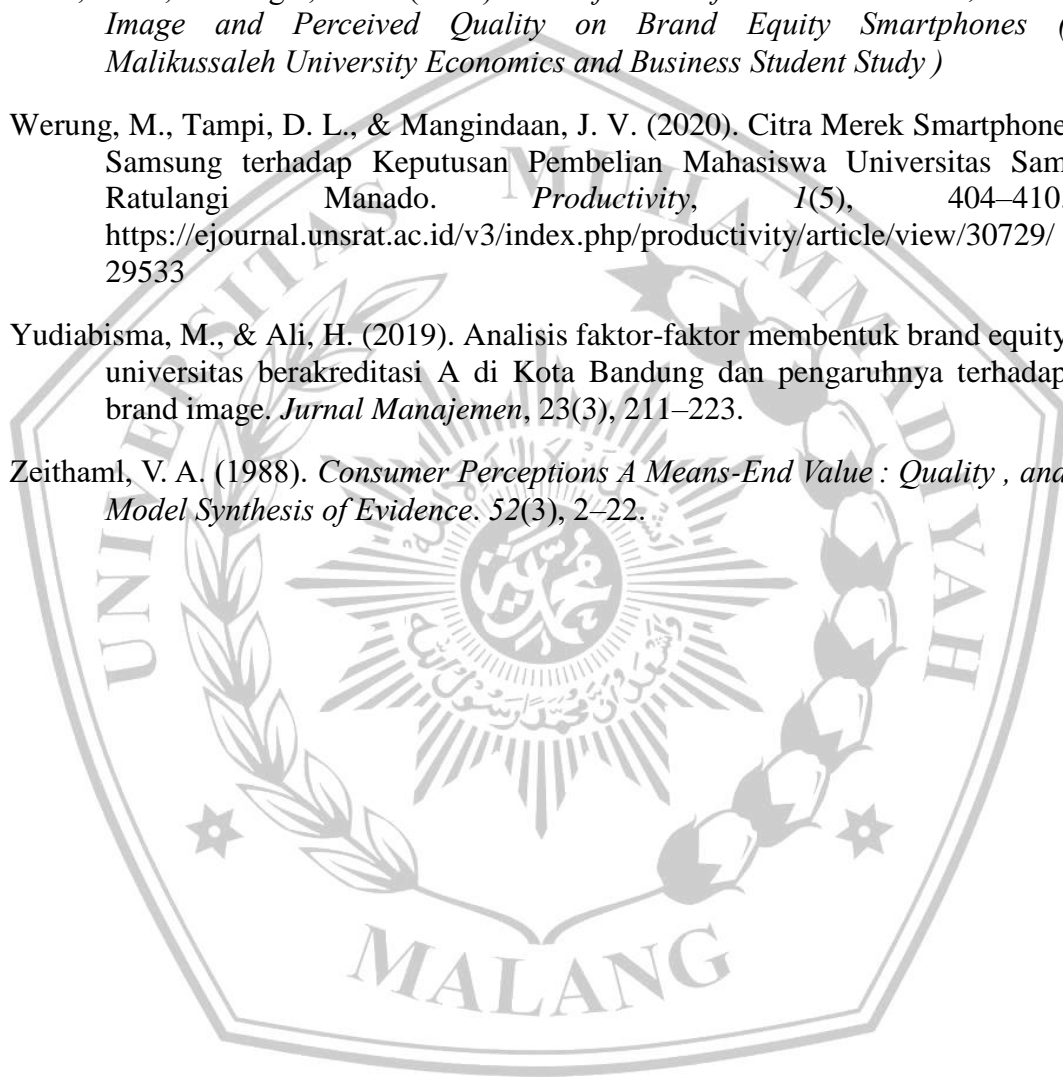 Image and Perceived Quality on Brand Equity Smartphones (
Malikussaleh University Economics and Business Student Study )
Werung, M., Tampi, D. L., & Mangindaan, J. V. (2020). Citra Merek Smartphone
Samsung terhadap Keputusan Pembelian Mahasiswa Universitas Sam
Ratulangi Manado. Productivity, 1(5), 404–410.
https://ejournal.unsrat.ac.id/v3/index.php/productivity/article/view/30729/
29533
Yudiabisma, M., & Ali, H. (2019). Analisis faktor-faktor membentuk brand equity
universitas berakreditasi A di Kota Bandung dan pengaruhnya terhadap
brand image. Jurnal Manajemen, 23(3), 211–223.
Zeithaml, V. A. (1988). Consumer Perceptions A Means-End Value : Quality , and
Model Synthesis of Evidence. 52(3), 2–22.
UNIVERSITAS MUHAMMADIYAH
MALANG